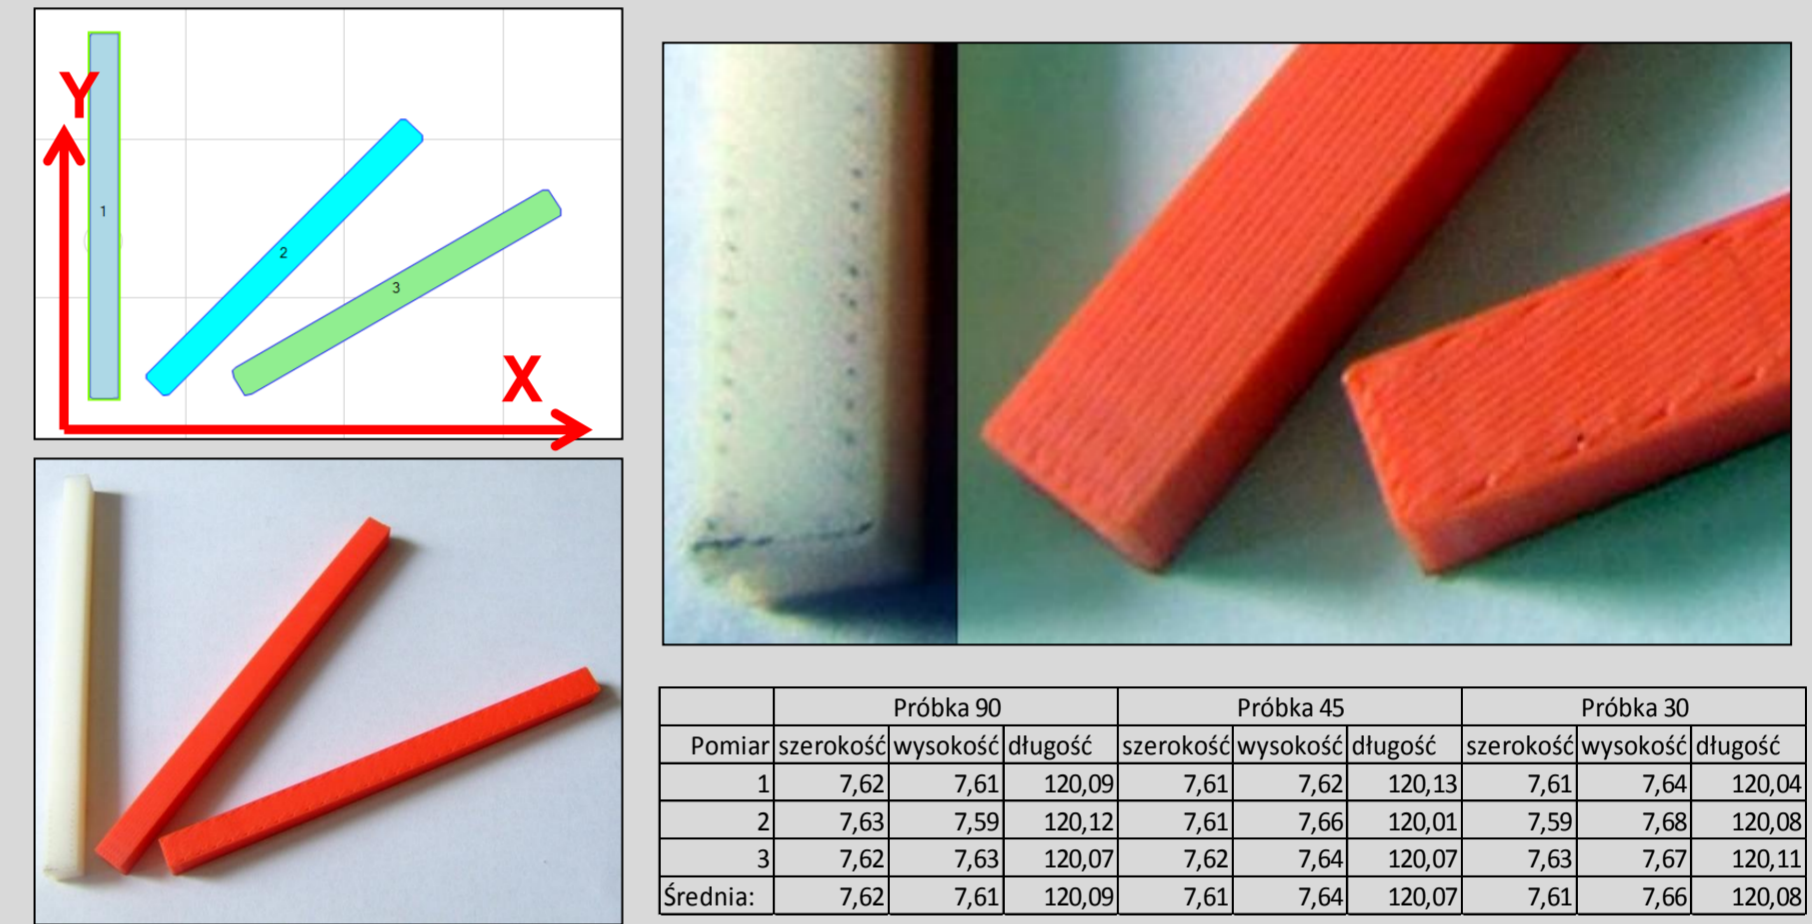 Y
1
2
3
X
Próbka 90 Próbka 45 Próbka 30
Pomiar szerokość wysokość długość szerokość wysokość długość szerokość wysokość długość
1 7,62 7,61 120,09 7,61 7,62 120,13 7,61 7,64 120,04
2 7,63 7,59 120,12 7,61 7,66 120,01 7,59 7,68 120,08
3 7,62 7,63 120,07 7,62 7,64 120,07 7,63 7,67 120,11
Średnia: 7,62 7,61 120,09 7,61 7,64 120,07 7,61 7,66 120,08